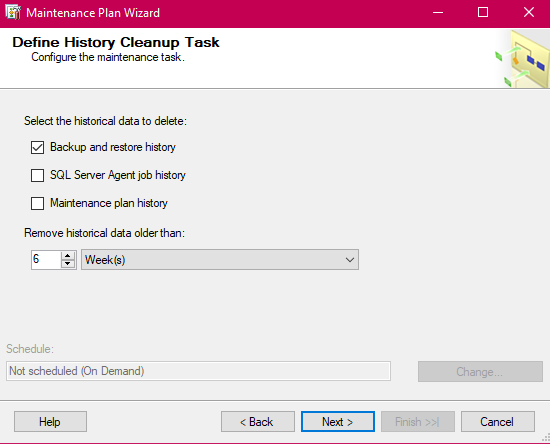 Maintenance Plan Wizard
Define History Cleanup Task
Configure the maintenance task.
Select the historical data to delete:
Backup and restore history
SQL Server Agent job history
Maintenance plan history
Remove historical data older than:
6 Week(s)
Schedule:
Not scheduled (On Demand) Change...
Help < Back Next > Finish >>| Cancel